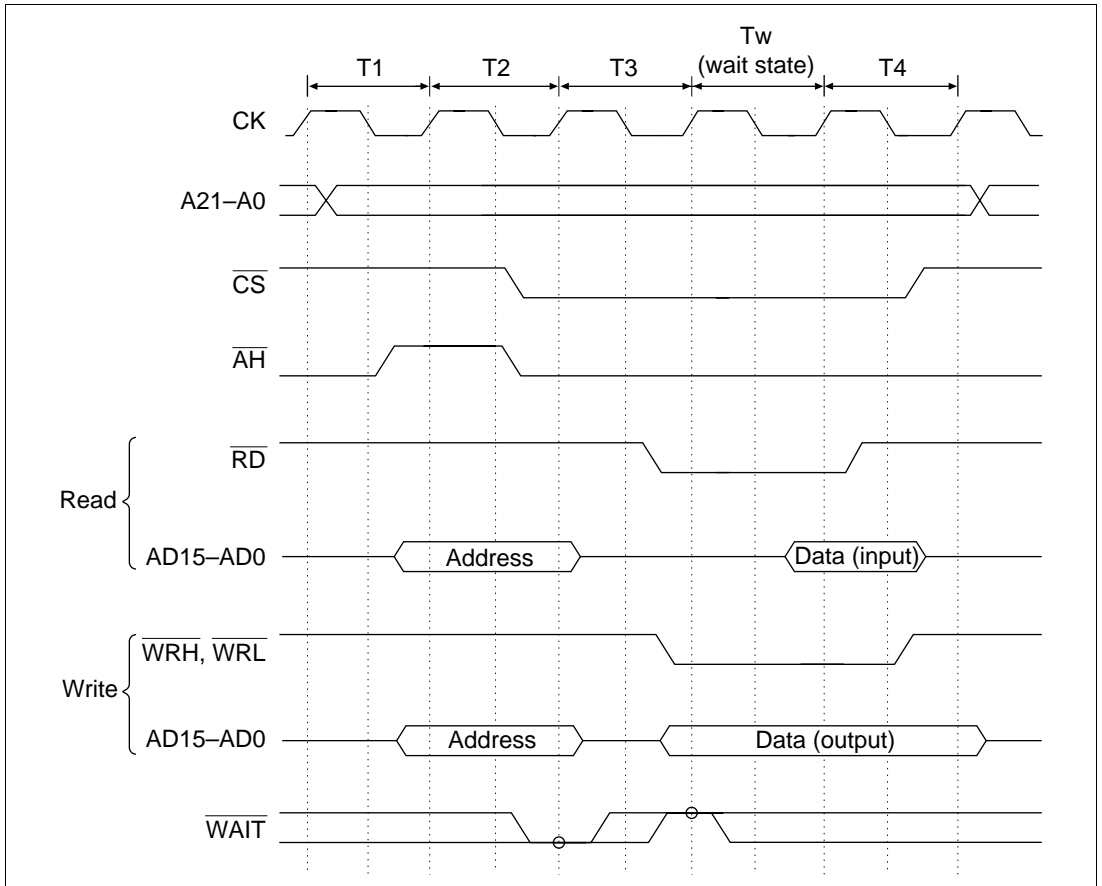 Tw
T1 T2 T3 (wait state) T4
CK
A21–A0
CS
AH
RD
Read
AD15–AD0 Address Data (input)
WRH, WRL
Write
AD15–AD0 Address Data (output)
WAIT